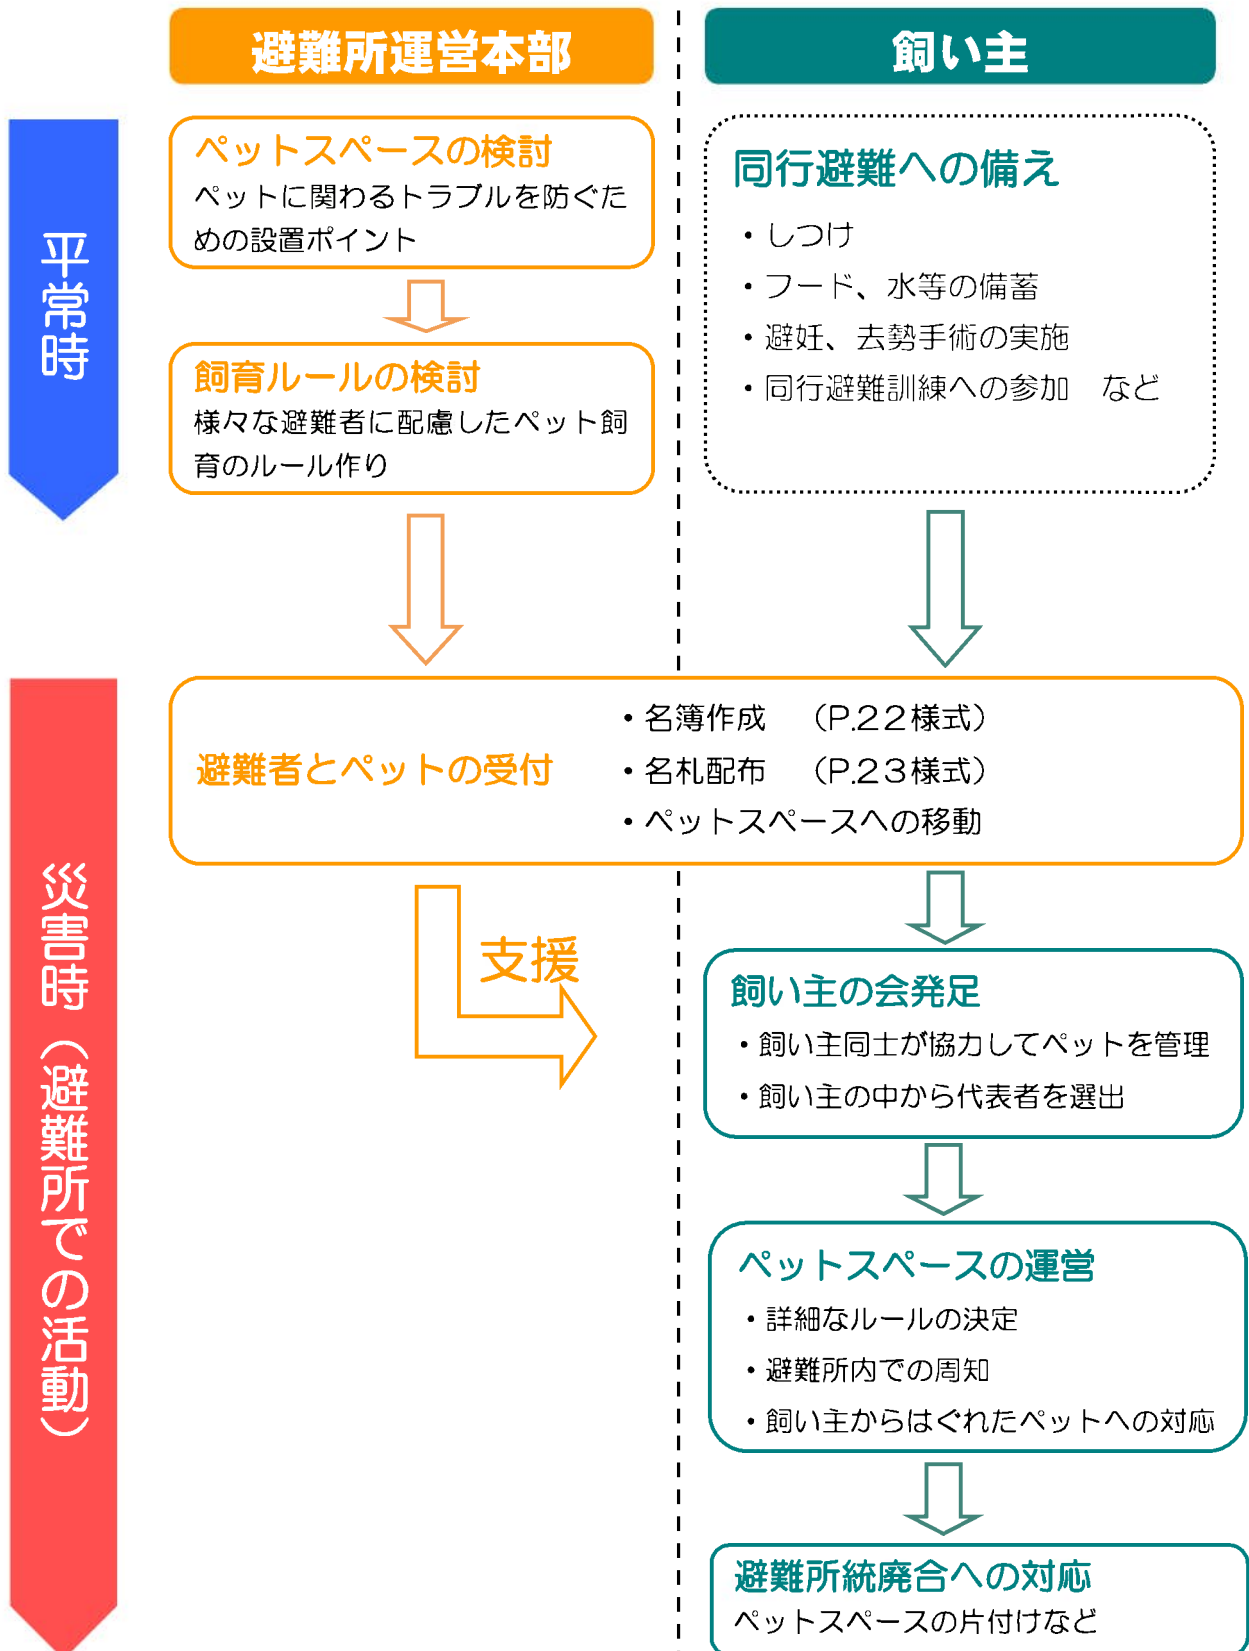 避難所運営本部
飼い主
平常時
ペットスペースの検討
ペットに関わるトラブルを防ぐた
めの設置ポイント
飼育ルールの検討
様々な避難者に配慮したペット飼
育のルール作り
同行避難への備え
・しつけ
・フード、水等の備蓄
・避妊、去勢手術の実施
・同行避難訓練への参加　など
災害時（避難所での活動）
避難者とペットの受付
・名簿作成　（P.22様式）
・名札配布　（P.23様式）
・ペットスペースへの移動
支援
飼い主の会発足
・飼い主同士が協力してペットを管理
・飼い主の中から代表者を選出
ペットスペースの運営
・詳細なルールの決定
・避難所内での周知
・飼い主からはぐれたペットへの対応
避難所統廃合への対応
ペットスペースの片付けなど